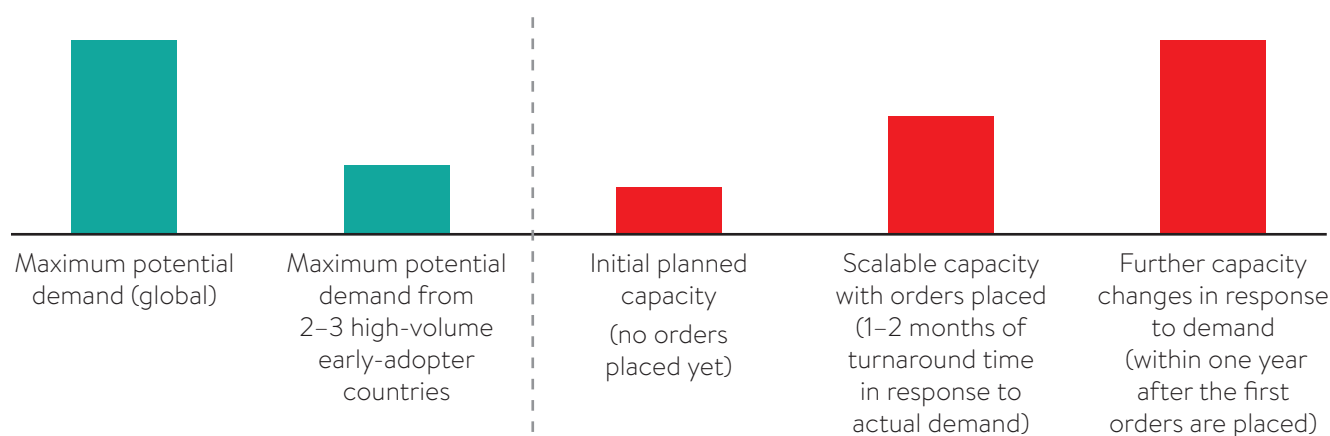 Maximum potential
demand (global)
Maximum potential
demand from
2–3 high-volume
early-adopter
countries
Initial planned
capacity
(no orders
placed yet)
Scalable capacity
with orders placed
(1–2 months of
turnaround time
in response to
actual demand)
Further capacity
changes in response
to demand
(within one year
after the first
orders are placed)